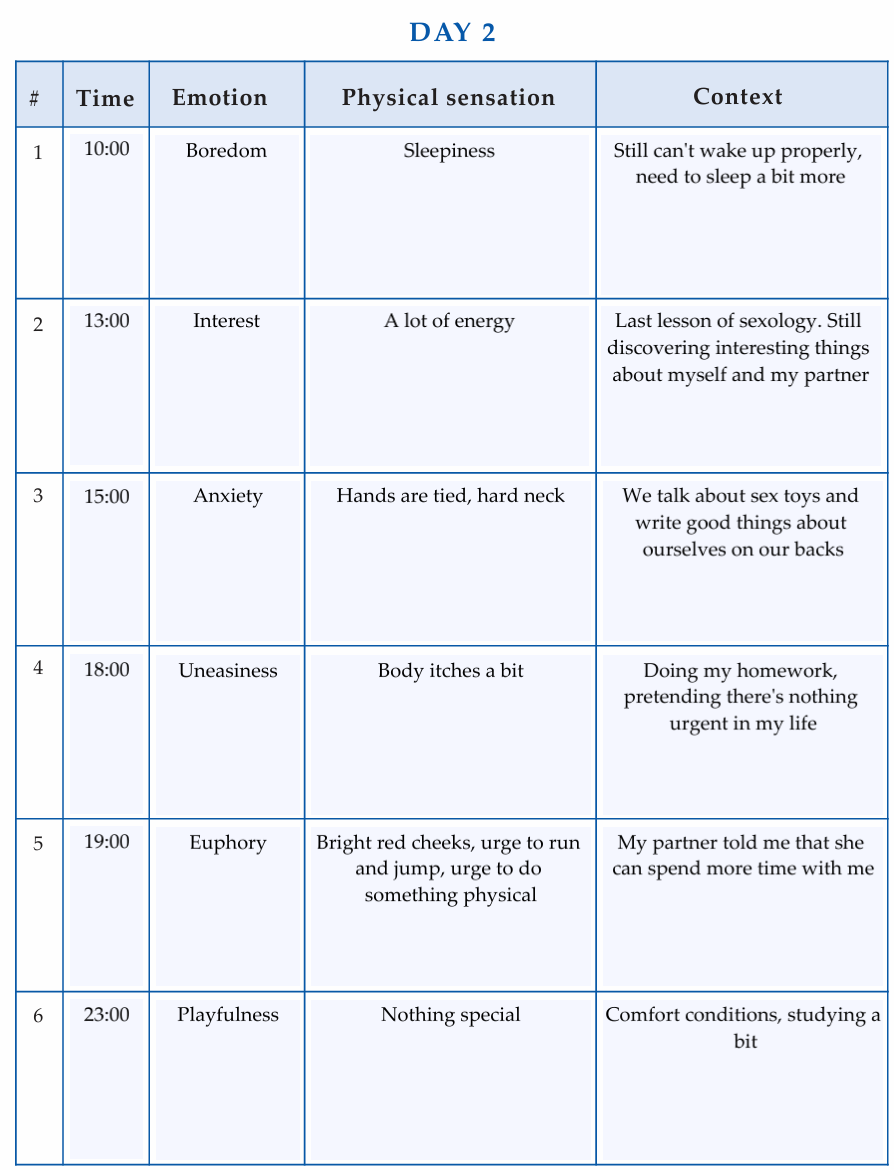 DAY 2
# Time Emotion Physical sensation Context
1 10:00 Boredom Sleepiness Still can't wake up properly,
need to sleep a bit more
2 13:00 Interest A lot of energy Last lesson of sexology. Still
discovering interesting things
about myself and my partner
3 15:00 Anxiety Hands are tied, hard neck We talk about sex toys and
write good things about
ourselves on our backs
4 18:00 Uneasiness Body itches a bit Doing my homework,
pretending there's nothing
urgent in my life
5 19:00 Euphory Bright red cheeks, urge to run My partner told me that she
and jump, urge to do can spend more time with me
something physical
6 23:00 Playfulness Nothing special Comfort conditions, studying a
bit